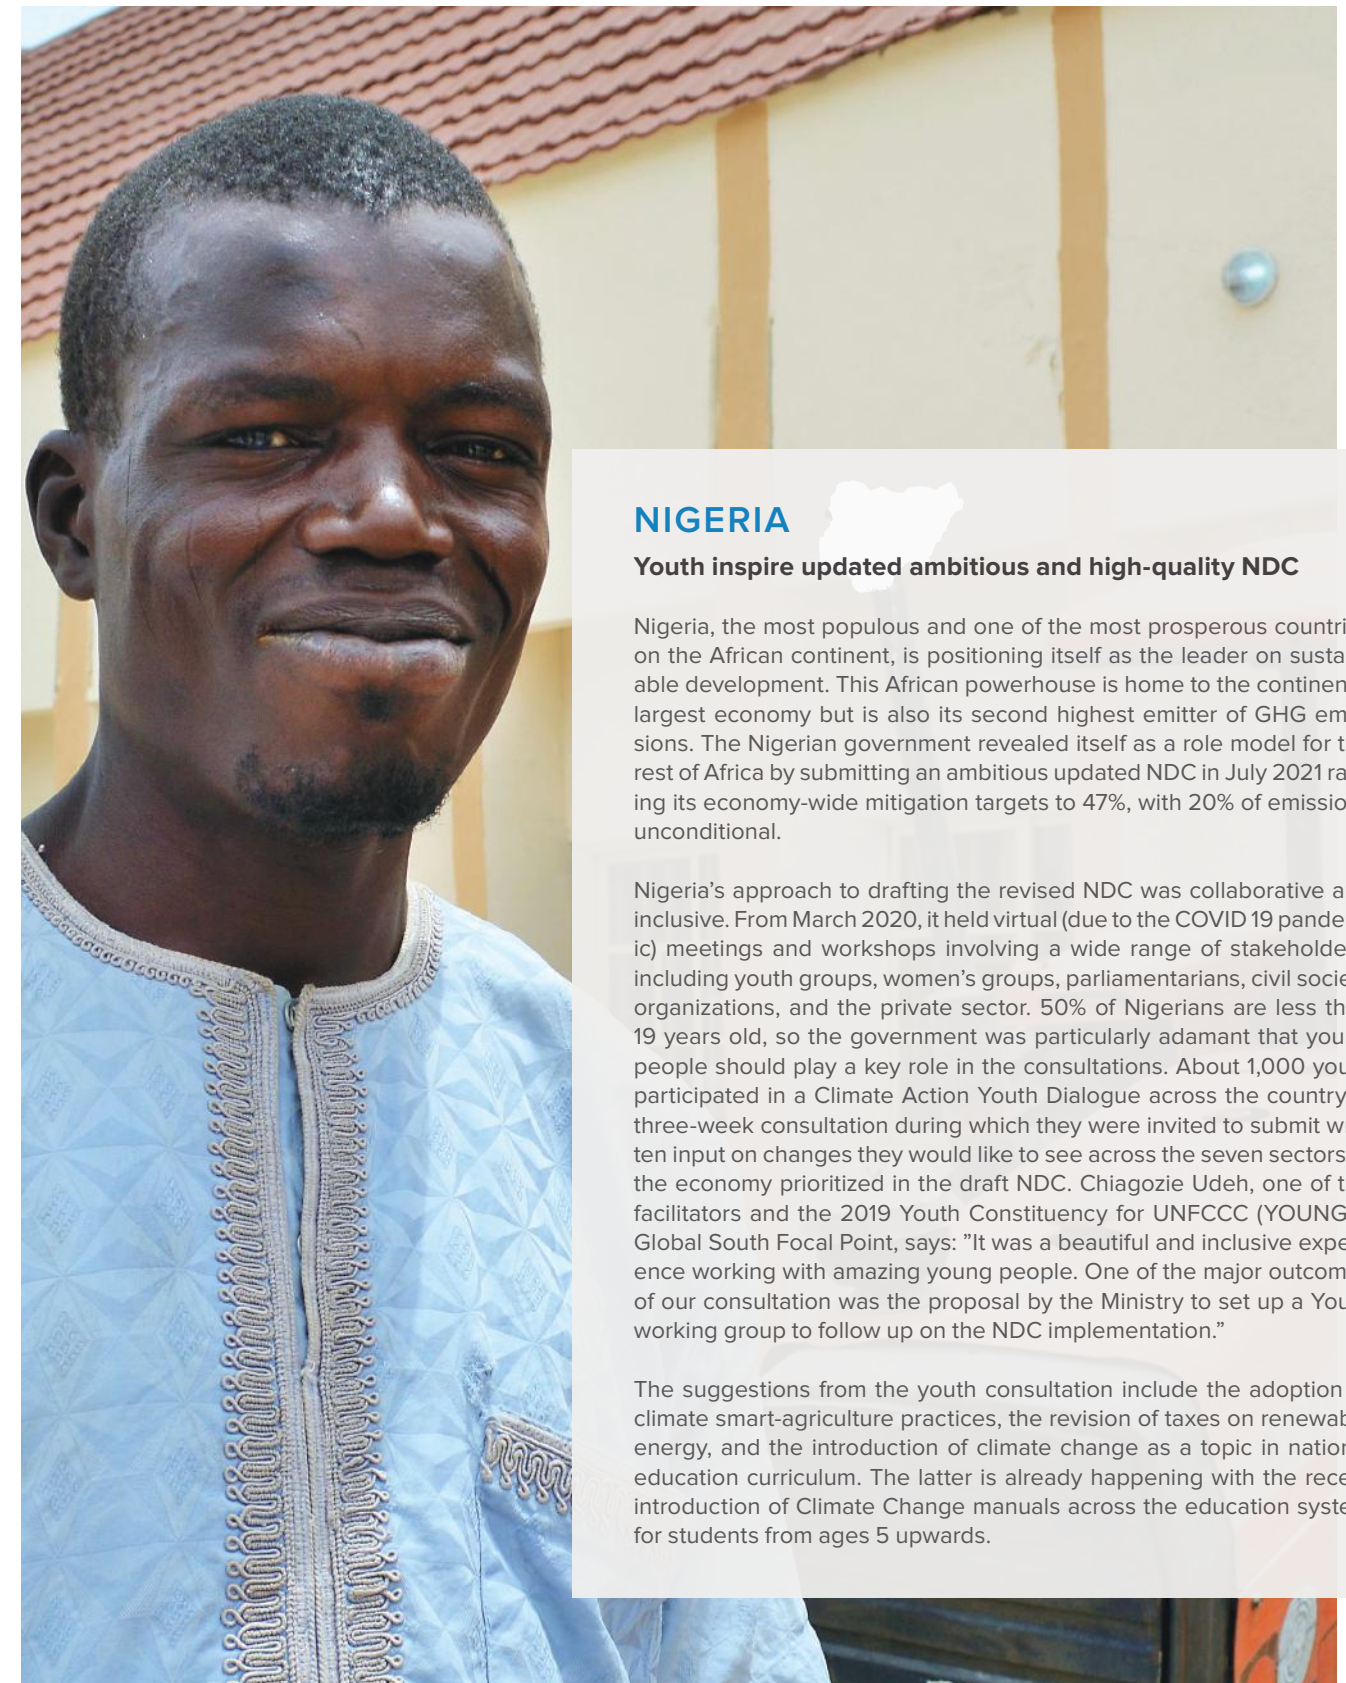 NIGERIA
Youth inspire updated ambitious and high-quality NDC
Nigeria, the most populous and one of the most prosperous countri
on the African continent, is positioning itself as the leader on susta
able development. This African powerhouse is home to the continen
largest economy but is also its second highest emitter of GHG em
sions. The Nigerian government revealed itself as a role model for t
rest of Africa by submitting an ambitious updated NDC in July 2021 ra
ing its economy-wide mitigation targets to 47%, with 20% of emissio
unconditional.
Nigeria’s approach to drafting the revised NDC was collaborative a
inclusive. From March 2020, it held virtual (due to the COVID 19 pande
ic) meetings and workshops involving a wide range of stakeholde
including youth groups, women’s groups, parliamentarians, civil socie
organizations, and the private sector. 50% of Nigerians are less th
19 years old, so the government was particularly adamant that you
people should play a key role in the consultations. About 1,000 you
participated in a Climate Action Youth Dialogue across the country
three-week consultation during which they were invited to submit w
ten input on changes they would like to see across the seven sectors
the economy prioritized in the draft NDC. Chiagozie Udeh, one of t
facilitators and the 2019 Youth Constituency for UNFCCC (YOUNG
Global South Focal Point, says: ”It was a beautiful and inclusive expe
ence working with amazing young people. One of the major outcom
of our consultation was the proposal by the Ministry to set up a You
working group to follow up on the NDC implementation.”
The suggestions from the youth consultation include the adoption
climate smart-agriculture practices, the revision of taxes on renewab
energy, and the introduction of climate change as a topic in nation
education curriculum. The latter is already happening with the rece
introduction of Climate Change manuals across the education syste
for students from ages 5 upwards.